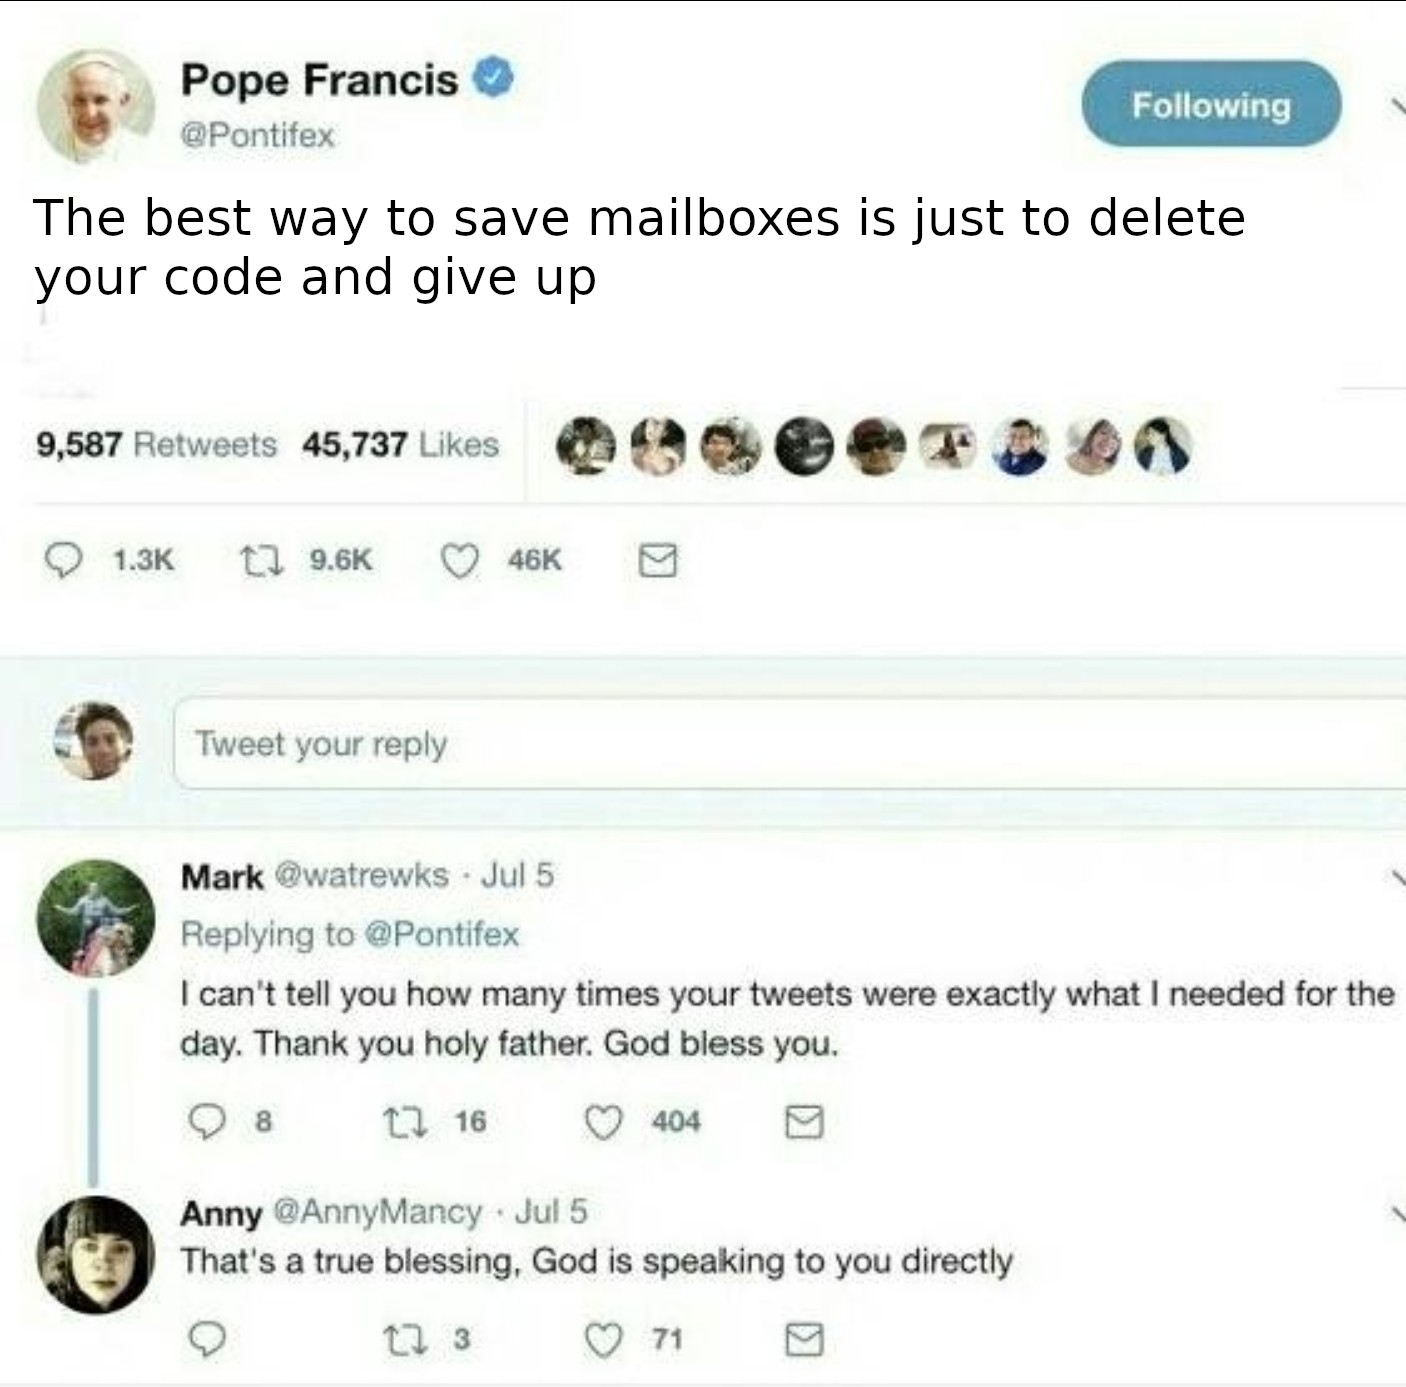 Pope Francis
@Pontifex
Following
The best way to save mailboxes is just to delete
your code and give up
9,587 Retweets 45,737 Likes
1.3K 9.6K 46K
Tweet your reply
Mark @watrewks · Jul 5
Replying to @Pontifex
I can't tell you how many times your tweets were exactly what I needed for the
day. Thank you holy father. God bless you.
8 16 404
Anny @AnnyMancy · Jul 5
That's a true blessing, God is speaking to you directly
3 71